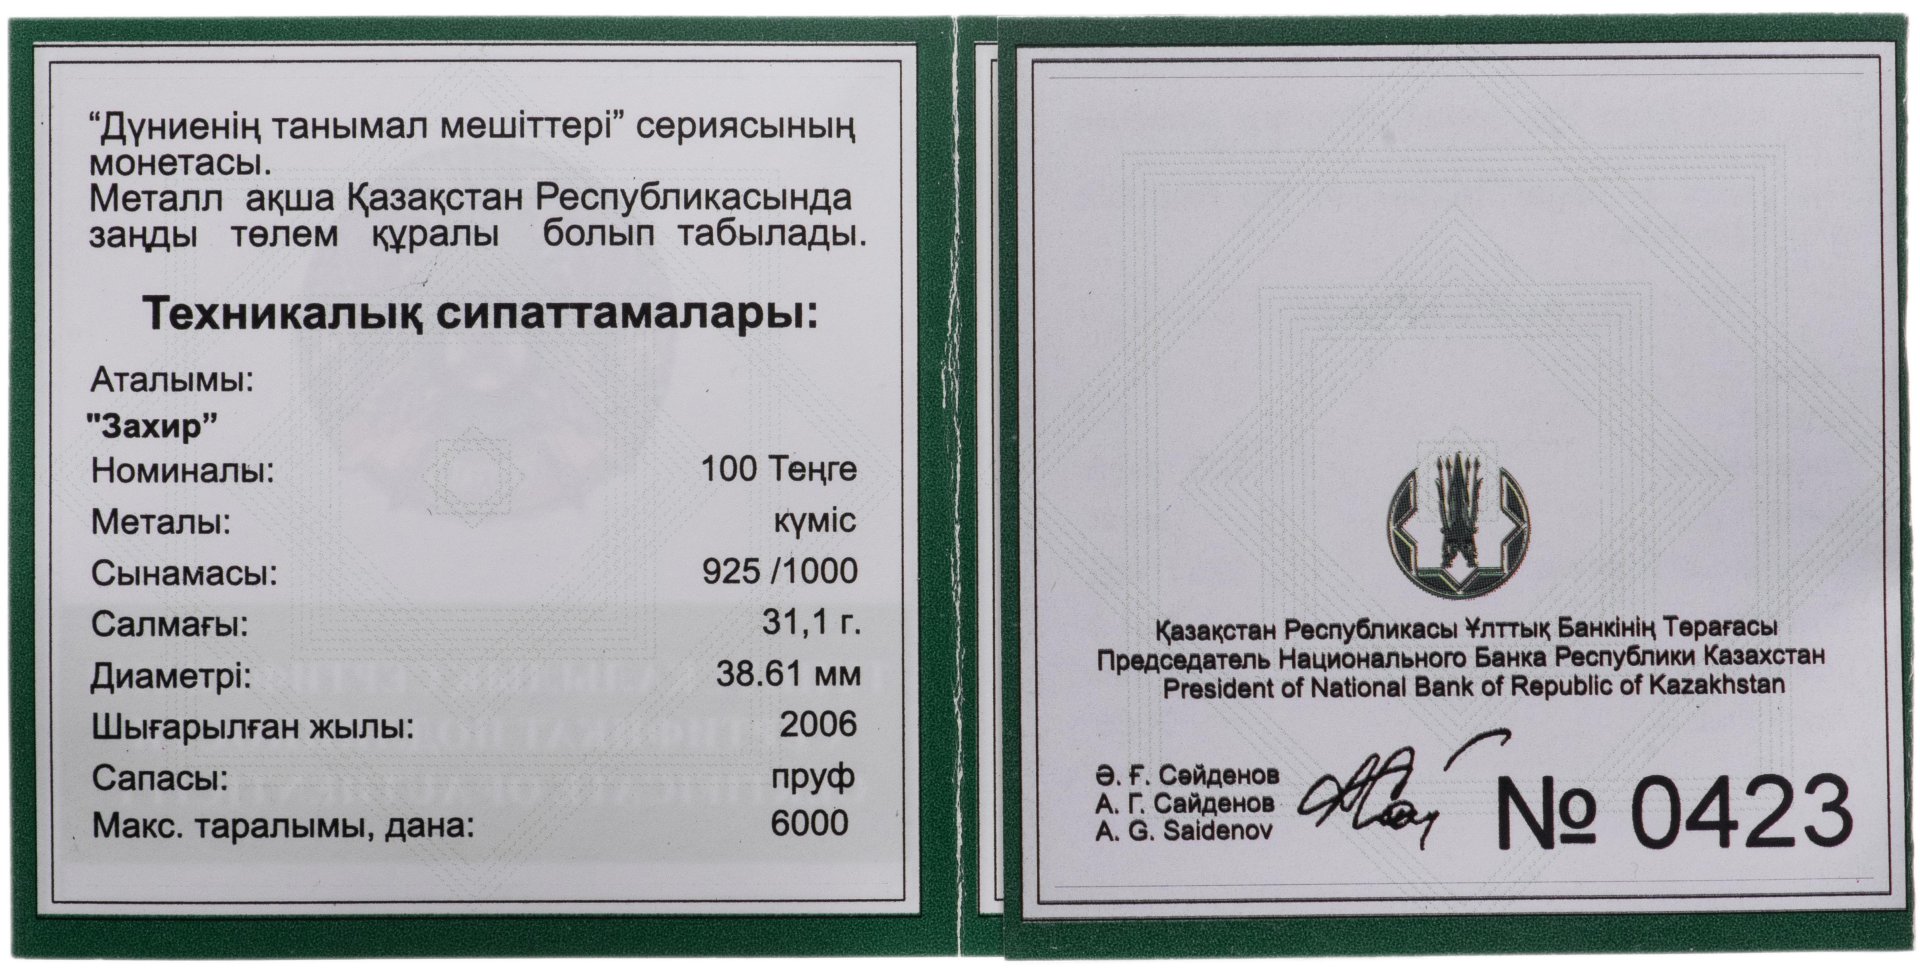 “Дүниенің танымал мешіттері” сериясының
монетасы.
Металл ақша Қазақстан Республикасында
заңды төлем құралы болып табылады.
Техникалық сипаттамалары:
Аталымы:
"Захир”
Номиналы: 100 Теңге
Металы: күміс
Сынамасы: 925 /1000
Салмағы: 31,1 г.
Диаметрі: 38.61 мм
Шығарылған жылы: 2006
Сапасы: пруф
Макс. таралымы, дана: 6000
Қазақстан Республикасы Ұлттық Банкінің Төрағасы
Председатель Национального Банка Республики Казахстан
President of National Bank of Republic of Kazakhstan
Ә. Ғ. Сәйденов
А. Г. Сайденов
A. G. Saidenov
№ 0423